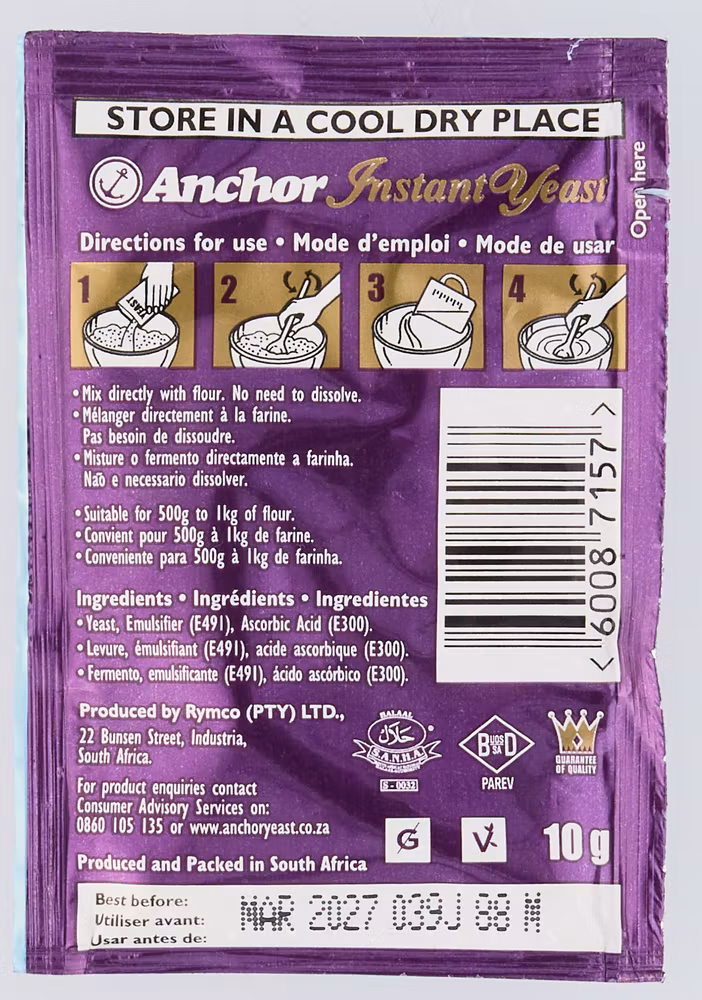 STORE IN A COOL DRY PLACE
Open here
Anchor Instant Yeast
Directions for use • Mode d'emploi • Mode de usar
1 2 3 4
YEAST
• Mix directly with flour. No need to dissolve.
• Mélanger directement à la farine.
Pas besoin de dissoudre.
• Misture o fermento directamente a farinha.
Naō e necessario dissolver.
• Suitable for 500g to 1kg of flour.
• Convient pour 500g à 1kg de farine.
• Conveniente para 500g à 1kg de farinha.
< 6008 7157 >
Ingredients • Ingrédients • Ingredientes
• Yeast, Emulsifier (E491), Ascorbic Acid (E300).
• Levure, émulsifiant (E491), acide ascorbique (E300).
• Fermento, emulsificante (E491), ácido ascórbico (E300).
Produced by Rymco (PTY) LTD.,
22 Bunsen Street, Industria,
South Africa.
For product enquiries contact
Consumer Advisory Services on:
0860 105 135 or www.anchoryeast.co.za
Produced and Packed in South Africa
HALAAL
حلال
S.A.N.H.A.
S - 0032
B UOS SA D
PAREV
GUARANTEE
OF QUALITY
G V
10 g
Best before:
Utiliser avant:
Usar antes de:
MAR 2027 039J 88 M